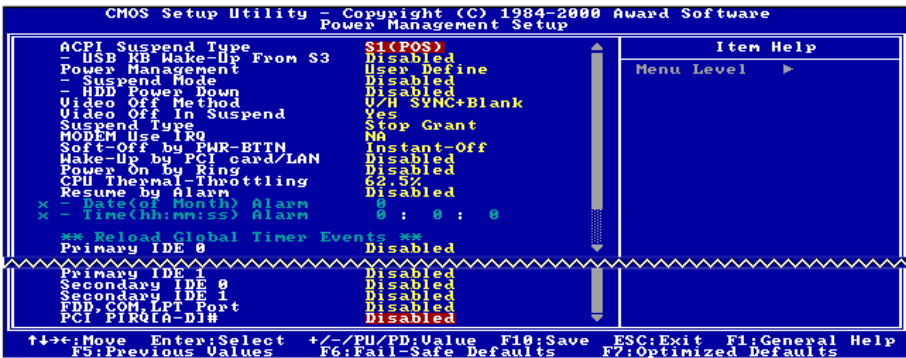 CMOS Setup Utility - Copyright (C) 1984-2000 Award Software
Power Management Setup
ACPI Suspend Type S1(POS)
- USB KB Wake-Up From S3 Disabled
Power Management User Define
- Suspend Mode Disabled
- HDD Power Down Disabled
Video Off Method V/H SYNC+Blank
Video Off In Suspend Yes
Suspend Type Stop Grant
MODEM Use IRQ NA
Soft-Off by PWR-BTTN Instant-Off
Wake-Up by PCI card/LAN Disabled
Power On by Ring Disabled
CPU Thermal-Throttling 62.5%
Resume by Alarm Disabled
x - Date(of Month) Alarm 0
x - Time(hh:mm:ss) Alarm 0 : 0 : 0
** Reload Global Timer Events **
Primary IDE 0 Disabled
Primary IDE 1 Disabled
Secondary IDE 0 Disabled
Secondary IDE 1 Disabled
FDD,COM,LPT Port Disabled
PCI PIRQ[A-D]# Disabled
Item Help
Menu Level ►
↑↓→←:Move Enter:Select +/-/PU/PD:Value F10:Save ESC:Exit F1:General Help
F5:Previous Values F6:Fail-Safe Defaults F7:Optimized Defaults